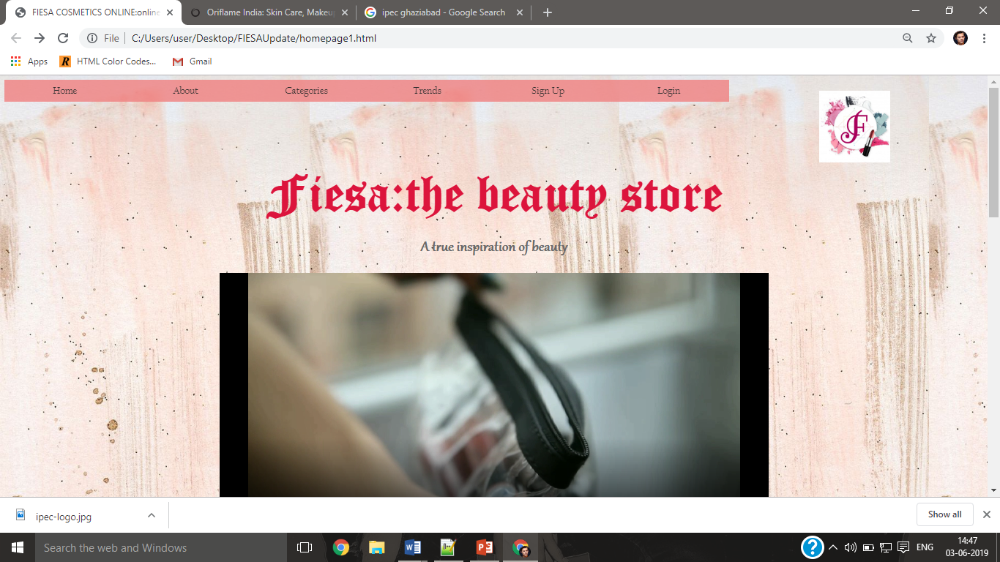 FIESA COSMETICS ONLINE:online
Oriflame India: Skin Care, Makeup
ipec ghaziabad - Google Search
File
C:/Users/user/Desktop/FIESAUpdate/homepage1.html
Apps
R HTML Color Codes...
Gmail
Home About Categories Trends Sign Up Login
F
Fiesa:the beauty store
A true inspiration of beauty
ipec-logo.jpg
Show all
Search the web and Windows
ENG
14:47
03-06-2019